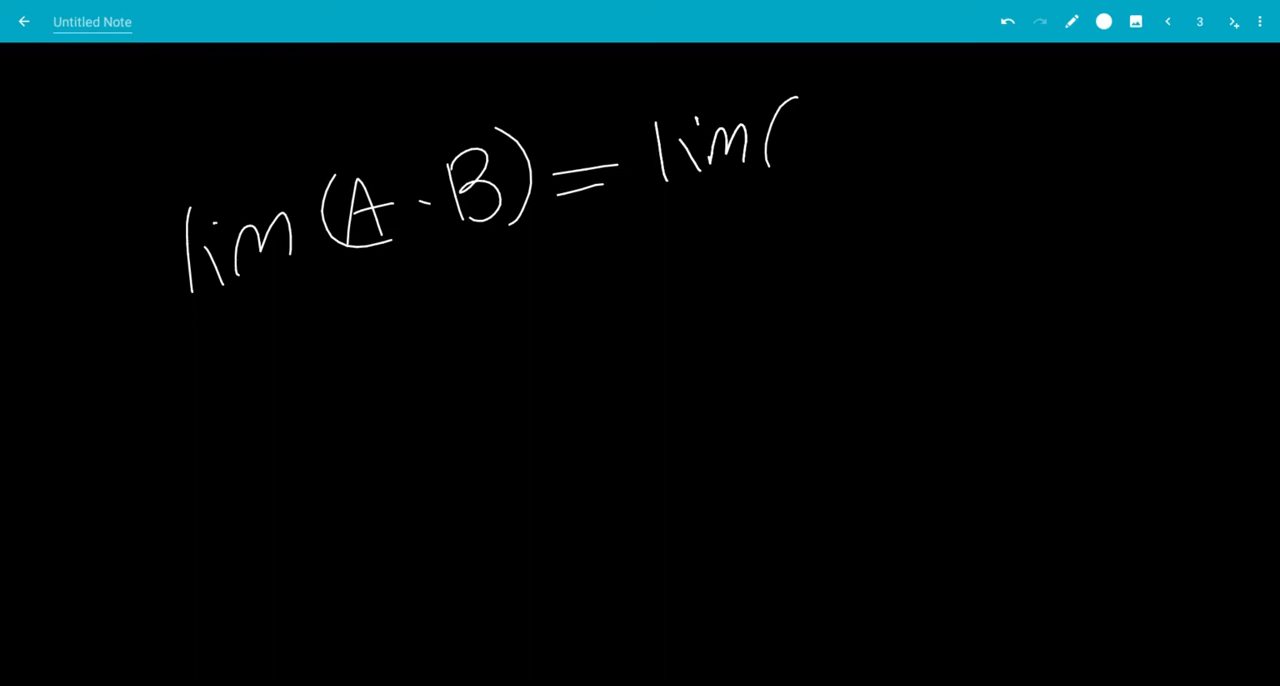 Untitled Note
3
lim (A · B) = lim (